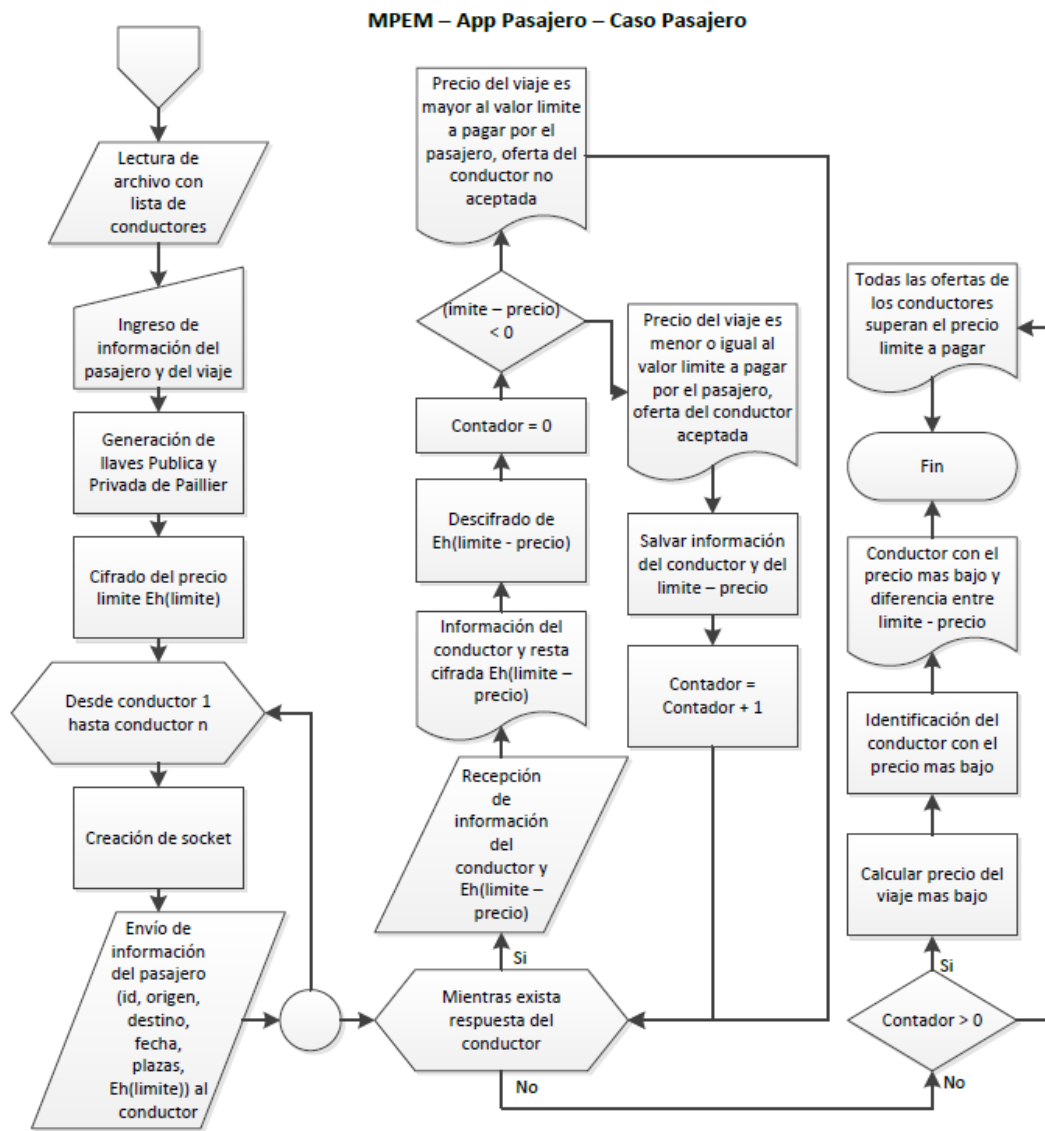 MPEM – App Pasajero – Caso Pasajero
Lectura de
archivo con
lista de
conductores
Ingreso de
información del
pasajero y del viaje
Generación de
llaves Publica y
Privada de Paillier
Cifrado del precio
limite Eh(limite)
Desde conductor 1
hasta conductor n
Creación de socket
Envío de
información
del pasajero
(id, origen,
destino,
fecha,
plazas,
Eh(limite)) al
conductor
Precio del viaje es
mayor al valor limite
a pagar por el
pasajero, oferta del
conductor no
aceptada
(imite – precio)
< 0
Contador = 0
Descifrado de
Eh(limite - precio)
Información del
conductor y resta
cifrada Eh(limite –
precio)
Recepción
de
información
del
conductor y
Eh(limite –
precio)
Si
Mientras exista
respuesta del
conductor
No
Precio del viaje es
menor o igual al
valor limite a pagar
por el pasajero,
oferta del conductor
aceptada
Salvar información
del conductor y del
limite – precio
Contador =
Contador + 1
Todas las ofertas de
los conductores
superan el precio
limite a pagar
Fin
Conductor con el
precio mas bajo y
diferencia entre
limite - precio
Identificación del
conductor con el
precio mas bajo
Calcular precio del
viaje mas bajo
Si
Contador > 0
No